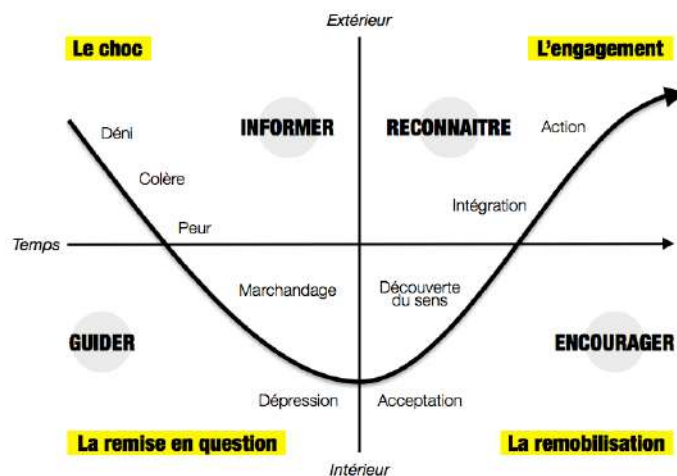 Extérieur
Le choc
L'engagement
INFORMER
RECONNAITRE
Action
Déni
Colère
Intégration
Peur
Temps
Marchandage
Découverte
du sens
GUIDER
ENCOURAGER
Dépression
Acceptation
La remise en question
La remobilisation
Intérieur